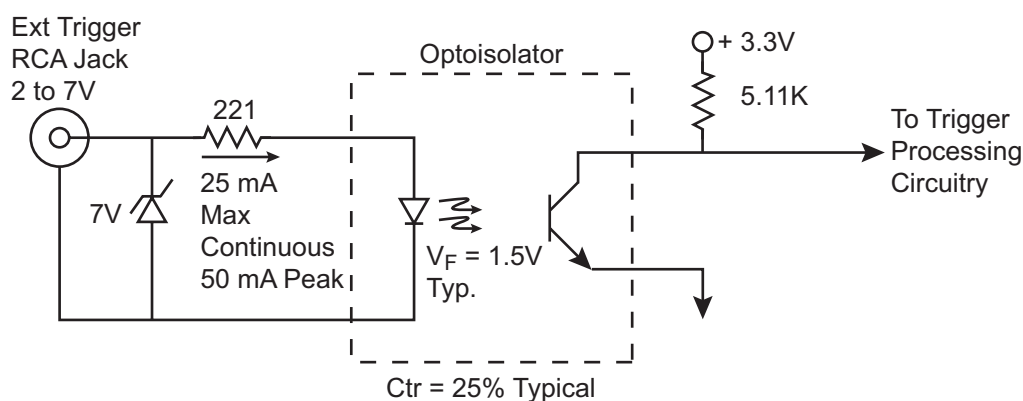 Ext Trigger
RCA Jack
2 to 7V
Optoisolator
+ 3.3V
5.11K
221
To Trigger
Processing
Circuitry
25 mA
Max
Continuous
50 mA Peak
7V
VF = 1.5V
Typ.
Ctr = 25% Typical